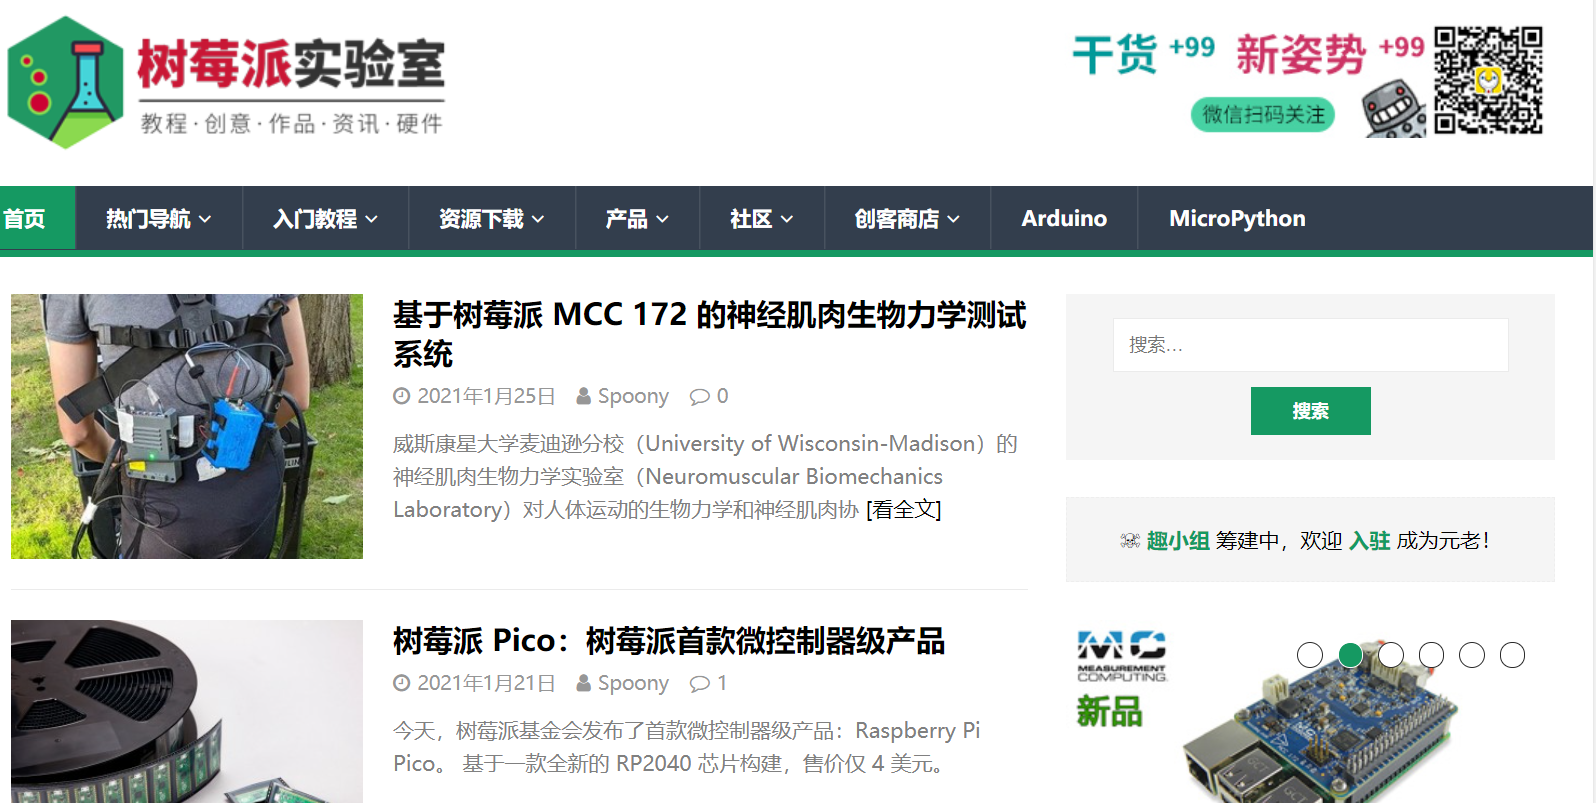 树莓派实验室
教程·创意·作品·资讯·硬件
干货 +99 新姿势 +99
微信扫码关注
首页 热门导航 入门教程 资源下载 产品 社区 创客商店 Arduino MicroPython
基于树莓派 MCC 172 的神经肌肉生物力学测试
系统
2021年1月25日 Spoony 0
威斯康星大学麦迪逊分校（University of Wisconsin-Madison）的
神经肌肉生物力学实验室（Neuromuscular Biomechanics
Laboratory）对人体运动的生物力学和神经肌肉协 [看全文]
树莓派 Pico：树莓派首款微控制器级产品
2021年1月21日 Spoony 1
今天，树莓派基金会发布了首款微控制器级产品：Raspberry Pi
Pico。 基于一款全新的 RP2040 芯片构建，售价仅 4 美元。
搜索...
搜索
☠ 趣小组 筹建中，欢迎 入驻 成为元老！
MC
MEASUREMENT
COMPUTING.
新品